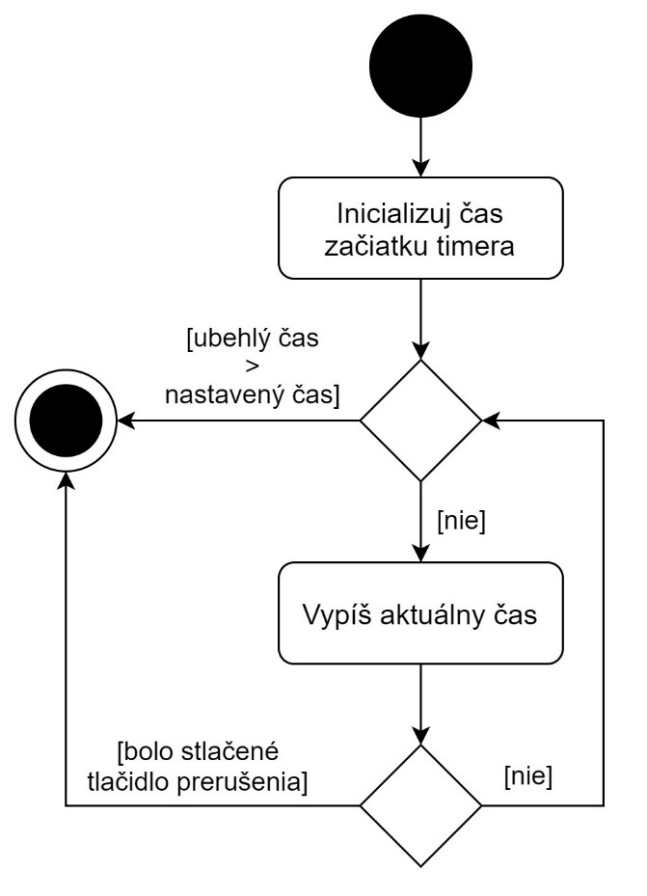 Inicializuj čas
začiatku timera
[ubehlý čas
>
nastavený čas]
[nie]
Vypíš aktuálny čas
[bolo stlačené
tlačidlo prerušenia]
[nie]